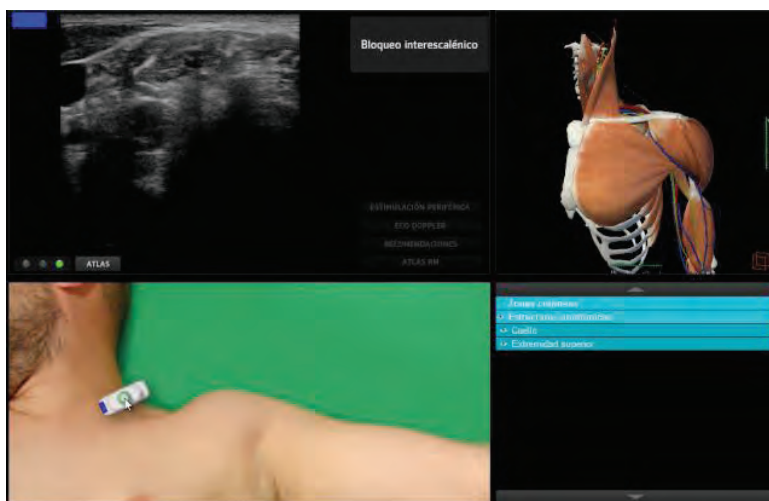 Bloqueo interescalénico
ESTIMULACIÓN PERIFÉRICA
ECO DOPPLER
RECOMENDACIONES
ATLAS RM
ATLAS
Estructuras anatómicas
Cuello
Extremidad superior